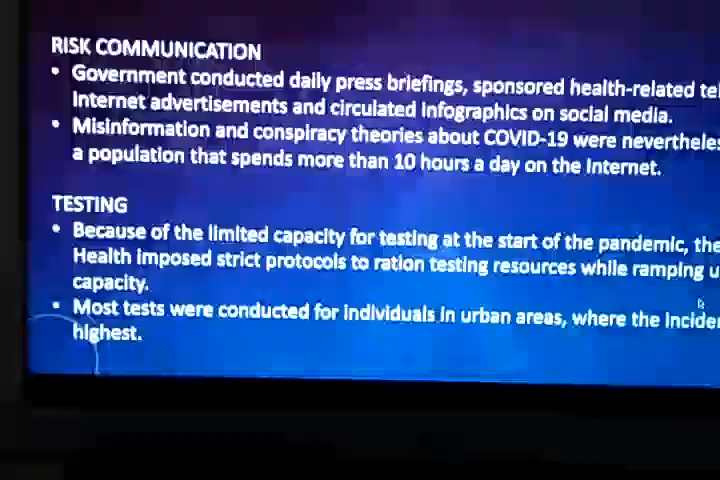 RISK COMMUNICATION
• Government conducted daily press briefings, sponsored health-related
Internet advertisements and circulated infographics on social media.
• Misinformation and conspiracy theories about COVID-19 were
a population that spends more than 10 hours a day on the Internet.
TESTING
• Because of the limited capacity for testing at the start of the pandemic, the
Health imposed strict protocols to ration testing resources while ramping
capacity.
• Most tests were conducted for individuals in urban areas, where the
highest.